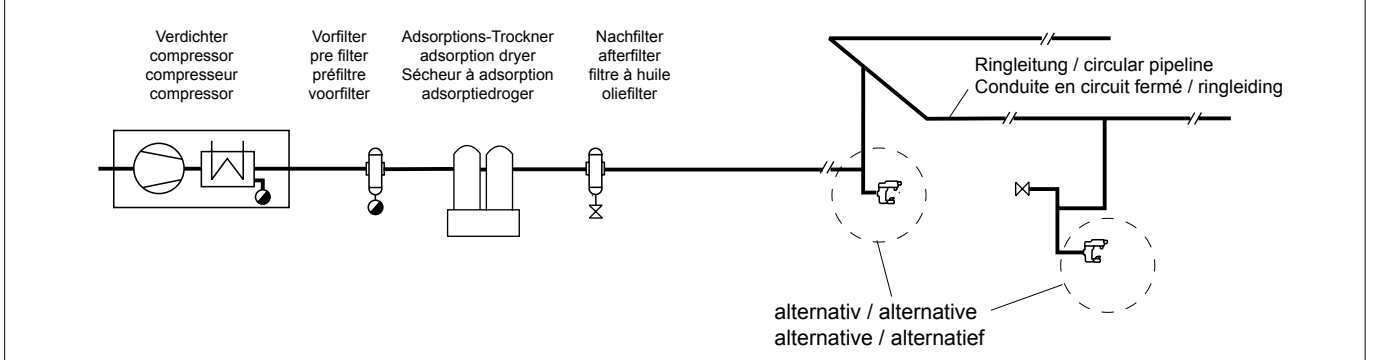 Verdichter
compressor
compresseur
compressor
Vorfilter
pre filter
préfiltre
voorfilter
Adsorptions-Trockner
adsorption dryer
Sécheur à adsorption
adsorptiedroger
Nachfilter
afterfilter
filtre à huile
oliefilter
Ringleitung / circular pipeline
Conduite en circuit fermé / ringleiding
alternativ / alternative
alternative / alternatief